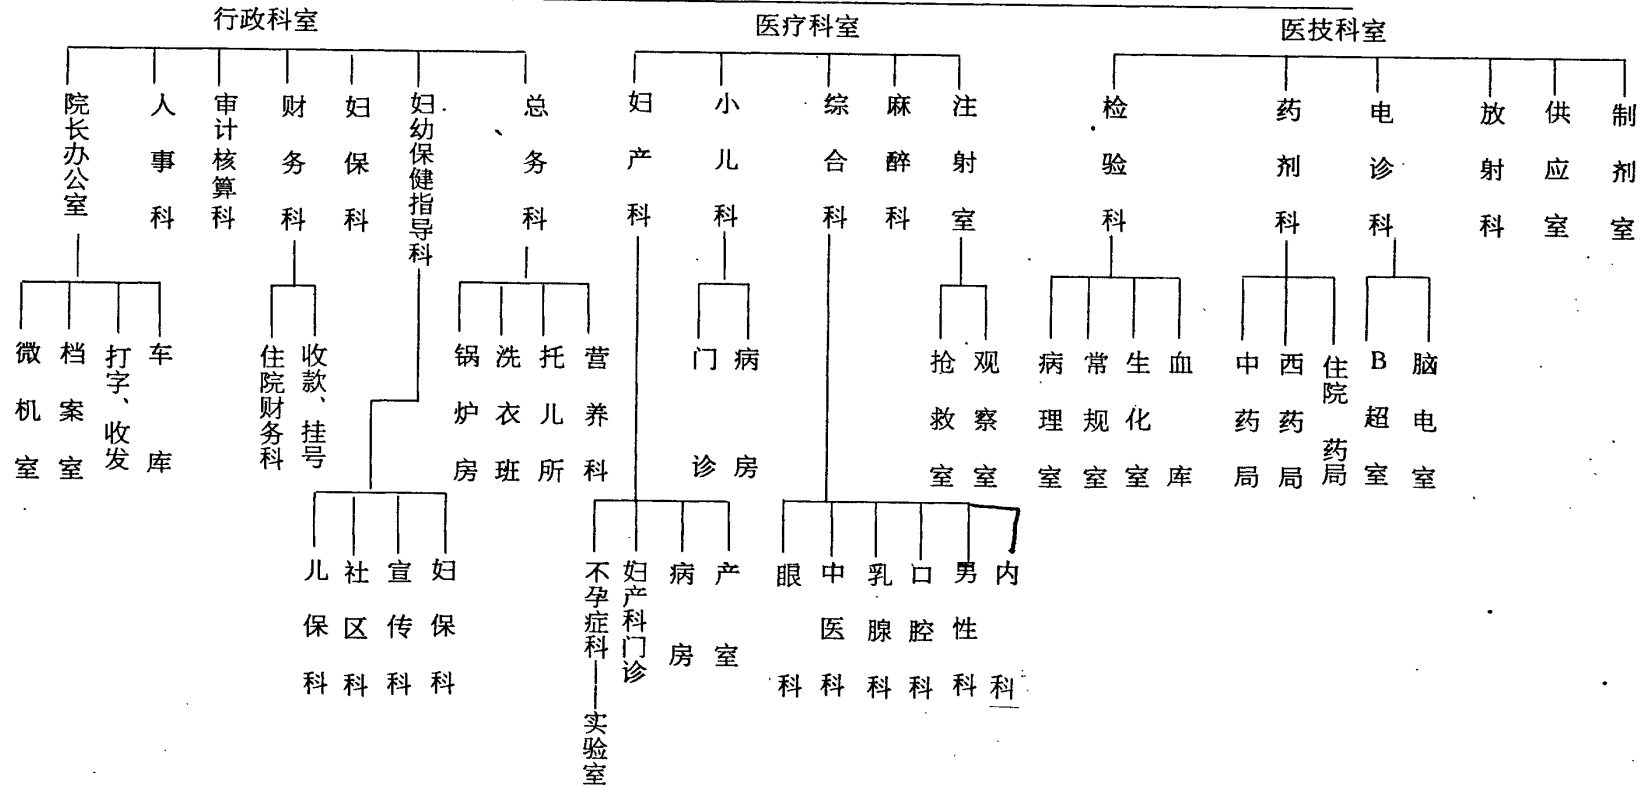 行政科室
医疗科室
医技科室
院长办公室
人事科
审计核算科
财务科
妇保科
妇幼保健指导科
总务科
妇产科
小儿科
综合科
麻醉科
注射室
检验科
药剂科
电诊科
放射科
供应室
制剂室
微机室
档案室
打字、收发
车库
住院财务科
收款、挂号
锅炉房
洗衣班
托儿所
营养科
门诊
病房
抢救室
观察室
病理室
常规室
生化室
血库
中药局
西药局
住院药局
B超室
脑电室
儿保科
社区科
宣传科
妇保科
不孕症科
实验室
妇产科门诊
病房
产室
眼科
中医科
乳腺科
口腔科
男性科
内科